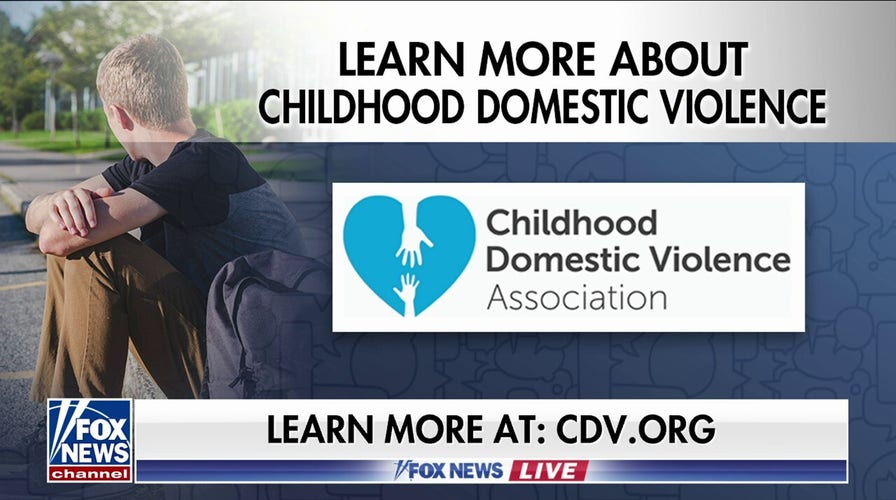 LEARN MORE ABOUT
CHILDHOOD DOMESTIC VIOLENCE
Childhood
Domestic Violence
Association
LEARN MORE AT: CDV.ORG
FOX
NEWS
channel
FOX NEWS LIVE